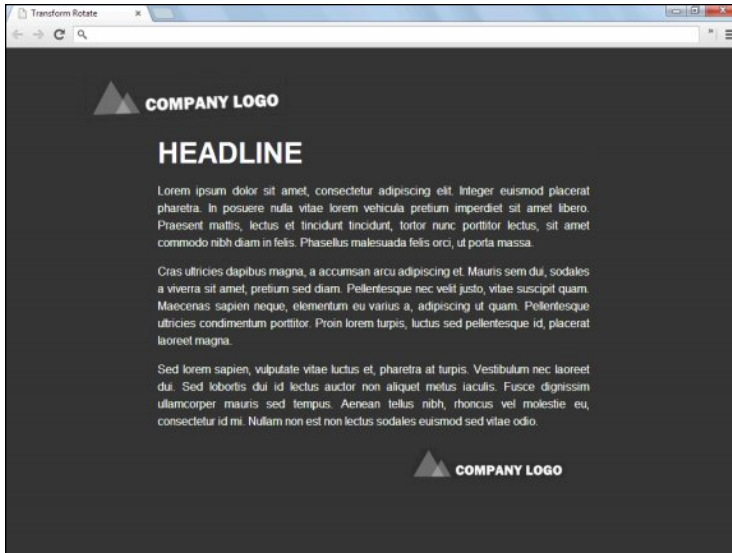 Transform Rotate
COMPANY LOGO
HEADLINE
Lorem ipsum dolor sit amet, consectetur adipiscing elit. Integer euismod placerat
pharetra. In posuere nulla vitae lorem vehicula pretium imperdiet sit amet libero.
Praesent mattis, lectus et tincidunt tincidunt, tortor nunc porttitor lectus, sit amet
commodo nibh diam in felis. Phasellus malesuada felis orci, ut porta massa.
Cras ultricies dapibus magna, a accumsan arcu adipiscing et. Mauris sem dui, sodales
a viverra sit amet, pretium sed diam. Pellentesque nec velit justo, vitae suscipit quam.
Maecenas sapien neque, elementum eu varius a, adipiscing ut quam. Pellentesque
ultricies condimentum porttitor. Proin lorem turpis, luctus sed pellentesque id, placerat
laoreet magna.
Sed lorem sapien, vulputate vitae luctus et, pharetra at turpis. Vestibulum nec laoreet
dui. Sed lobortis dui id lectus auctor non aliquet metus iaculis. Fusce dignissim
ullamcorper mauris sed tempus. Aenean tellus nibh, rhoncus vel molestie eu,
consectetur id mi. Nullam non est non lectus sodales euismod sed vitae odio.
COMPANY LOGO